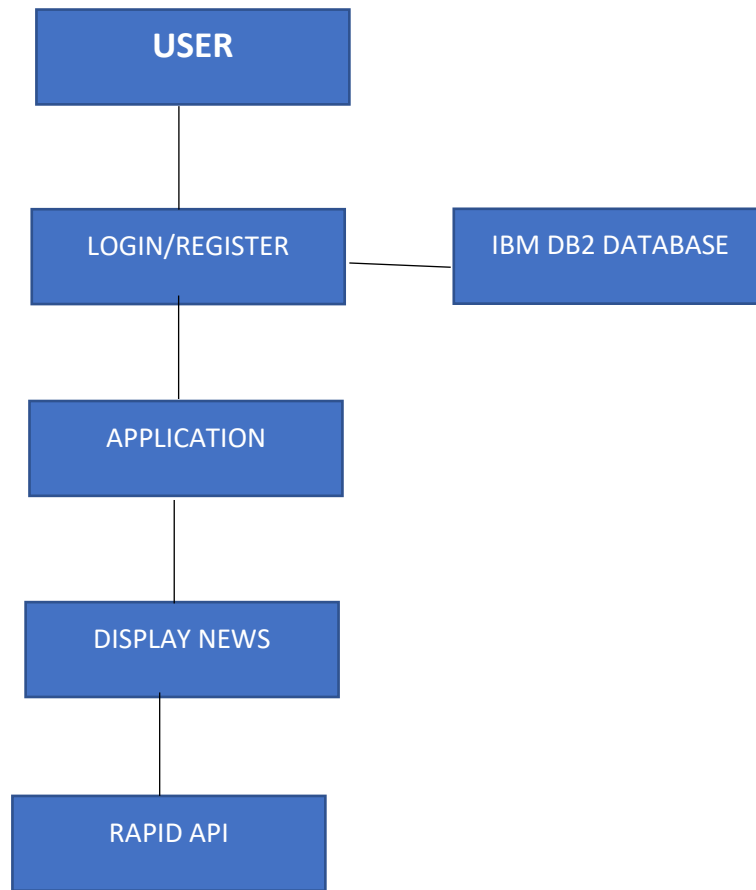 USER
LOGIN/REGISTER
IBM DB2 DATABASE
APPLICATION
DISPLAY NEWS
RAPID API